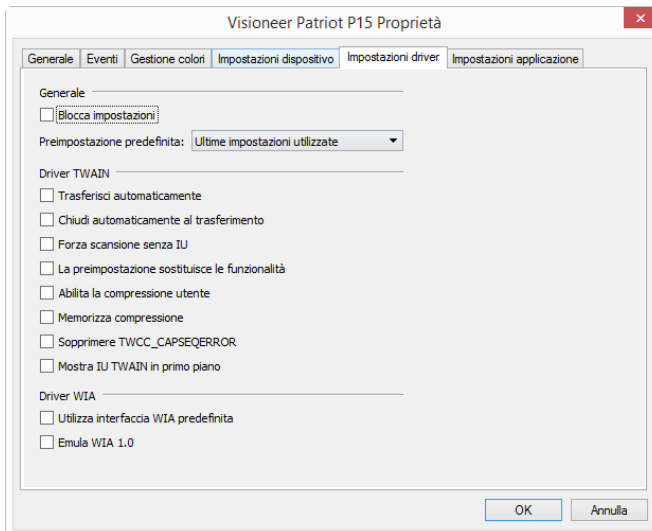 Visioneer Patriot P15 Proprietà
Generale Eventi Gestione colori Impostazioni dispositivo Impostazioni driver Impostazioni applicazione
Generale
Blocca impostazioni
Preimpostazione predefinita: Ultime impostazioni utilizzate
Driver TWAIN
Trasferisci automaticamente
Chiudi automaticamente al trasferimento
Forza scansione senza IU
La preimpostazione sostituisce le funzionalità
Abilita la compressione utente
Memorizza compressione
Sopprimere TWCC_CAPSEQERROR
Mostra IU TWAIN in primo piano
Driver WIA
Utilizza interfaccia WIA predefinita
Emula WIA 1.0
OK Annulla